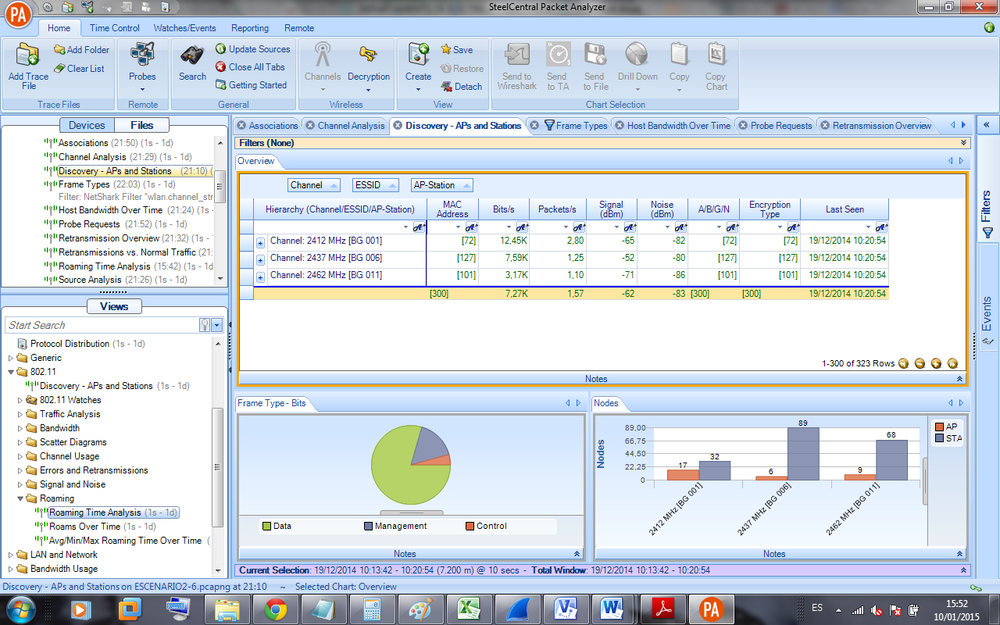 SteelCentral Packet Analyzer
PA
Home Time Control Watches/Events Reporting Remote
Add Trace File
Add Folder
Clear List
Trace Files
Probes
Remote
Search
Update Sources
Close All Tabs
Getting Started
General
Channels
Decryption
Wireless
Create
Save
Restore
Detach
View
Send to Wireshark
Send to TA
Send to File
Drill Down
Copy
Copy Chart
Chart Selection
Devices Files
Associations (21:50) (1s - 1d)
Channel Analysis (21:29) (1s - 1d)
Discovery - APs and Stations (21:10) (
Frame Types (22:03) (1s - 1d)
Filter: NetShark Filter "wlan.channel_str
Host Bandwidth Over Time (21:24) (1s -
Probe Requests (21:52) (1s - 1d)
Retransmission Overview (21:32) (1s -
Retransmissions vs. Normal Traffic (21:
Roaming Time Analysis (15:42) (1s - 1d
Source Analysis (21:26) (1s - 1d)
Views
Start Search
Protocol Distribution (1s - 1d)
Generic
802.11
Discovery - APs and Stations (1s - 1d)
802.11 Watches
Traffic Analysis
Bandwidth
Scatter Diagrams
Channel Usage
Errors and Retransmissions
Signal and Noise
Roaming
Roaming Time Analysis (1s - 1d)
Roams Over Time (1s - 1d)
Avg/Min/Max Roaming Time Over Time (
LAN and Network
Bandwidth Usage
Associations Channel Analysis Discovery - APs and Stations Frame Types Host Bandwidth Over Time Probe Requests Retransmission Overview
Filters (None)
Overview
Channel ESSID AP-Station
Hierarchy (Channel/ESSID/AP-Station) MAC Address Bits/s Packets/s Signal (dBm) Noise (dBm) A/B/G/N Encryption Type Last Seen
Channel: 2412 MHz [BG 001] [72] 12,45K 2,80 -65 -82 [72] [72] 19/12/2014 10:20:54
Channel: 2437 MHz [BG 006] [127] 7,59K 1,25 -52 -80 [127] [127] 19/12/2014 10:20:54
Channel: 2462 MHz [BG 011] [101] 3,17K 1,10 -71 -86 [101] [101] 19/12/2014 10:20:54
[300] 7,27K 1,57 -62 -83 [300] [300] 19/12/2014 10:20:54
1-300 of 323 Rows
Notes
Frame Type - Bits
Data Management Control
Notes
Nodes
Nodes
89,00
66,75
44,50
22,25
0
17 32 6 89 9 68
2412 MHz [BG 001]
2437 MHz [BG 006]
2462 MHz [BG 011]
AP
STA
Notes
Filters
Events
Current Selection: 19/12/2014 10:13:42 - 10:20:54 (7.200 m) @ 10 secs - Total Window: 19/12/2014 10:13:42 - 10:20:54
Discovery - APs and Stations on ESCENARIO2-6.pcapng at 21:10 ~ Selected Chart: Overview
PA
ES
15:52
10/01/2015